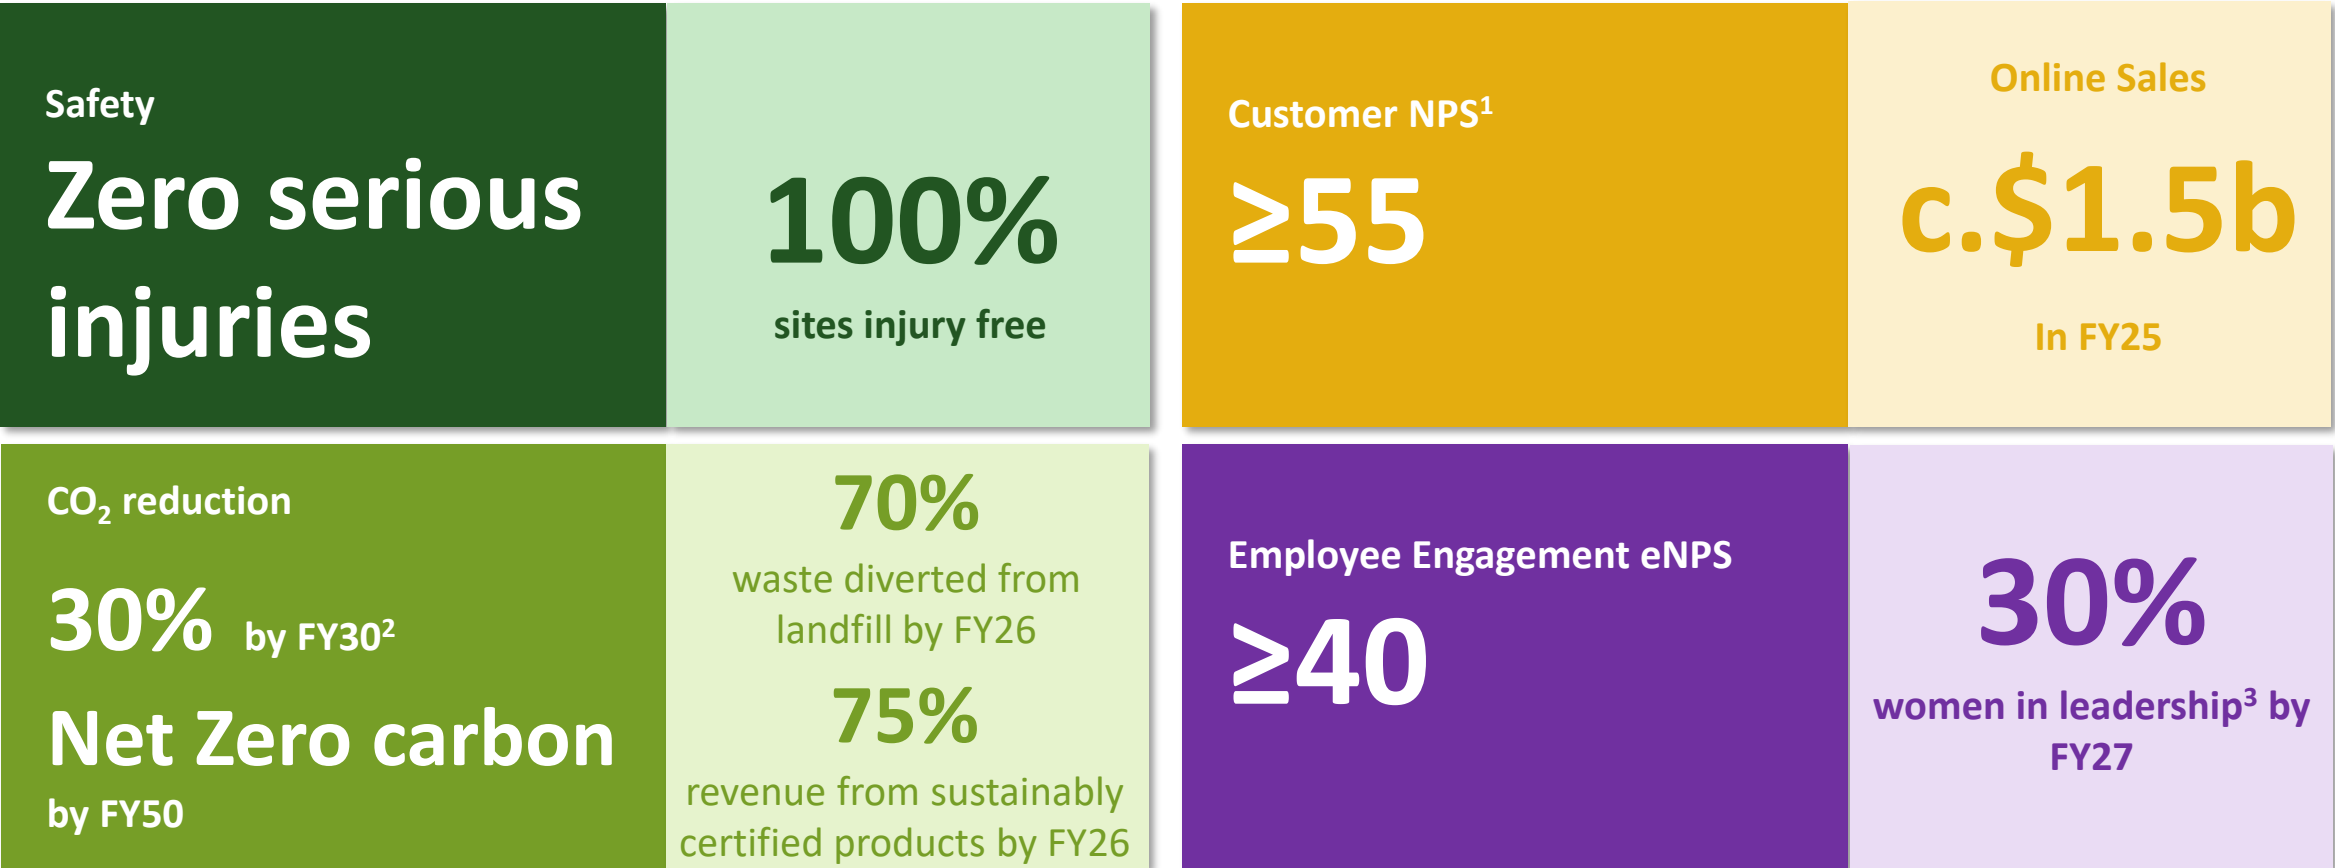 Safety
Zero serious
injuries
100%
sites injury free
Customer NPS¹
≥55
Online Sales
c.$1.5b
In FY25
CO₂ reduction
30% by FY30²
Net Zero carbon
by FY50
70%
waste diverted from
landfill by FY26
75%
revenue from sustainably
certified products by FY26
Employee Engagement eNPS
≥40
30%
women in leadership³ by
FY27